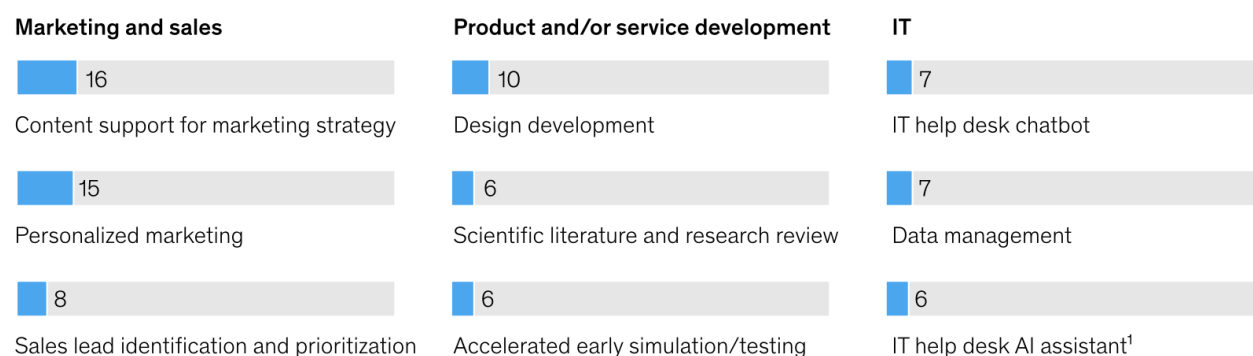 Marketing and sales
16
Content support for marketing strategy
15
Personalized marketing
8
Sales lead identification and prioritization
Product and/or service development
10
Design development
6
Scientific literature and research review
6
Accelerated early simulation/testing
IT
7
IT help desk chatbot
7
Data management
6
IT help desk AI assistant¹